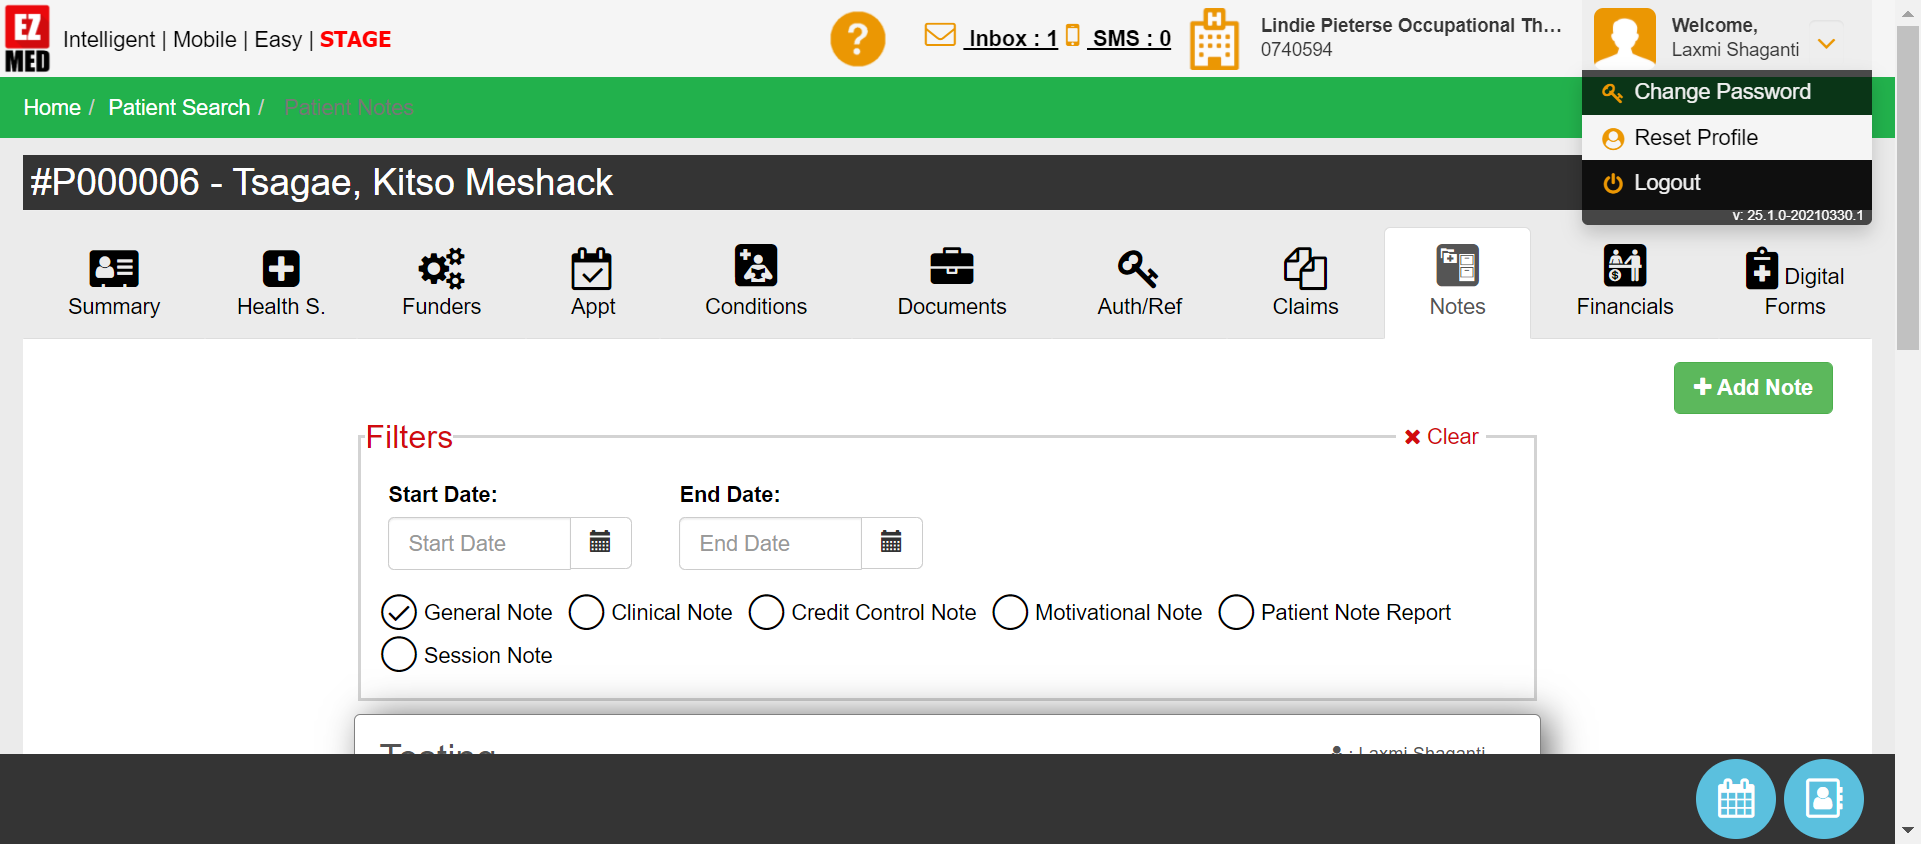 EZ
MED
Intelligent | Mobile | Easy | STAGE
?
Inbox : 1
SMS : 0
H
Lindie Pieterse Occupational Th...
0740594
Welcome,
Laxmi Shaganti
Change Password
Reset Profile
Logout
v: 25.1.0-20210330.1
Home / Patient Search / Patient Notes
#P000006 - Tsagae, Kitso Meshack
Summary
Health S.
Funders
Appt
Conditions
Documents
Auth/Ref
Claims
Notes
Financials
Digital
Forms
Add Note
Filters
Clear
Start Date:
End Date:
Start Date
End Date
General Note Clinical Note Credit Control Note Motivational Note Patient Note Report
Session Note
Testing
: Laxmi Shaganti